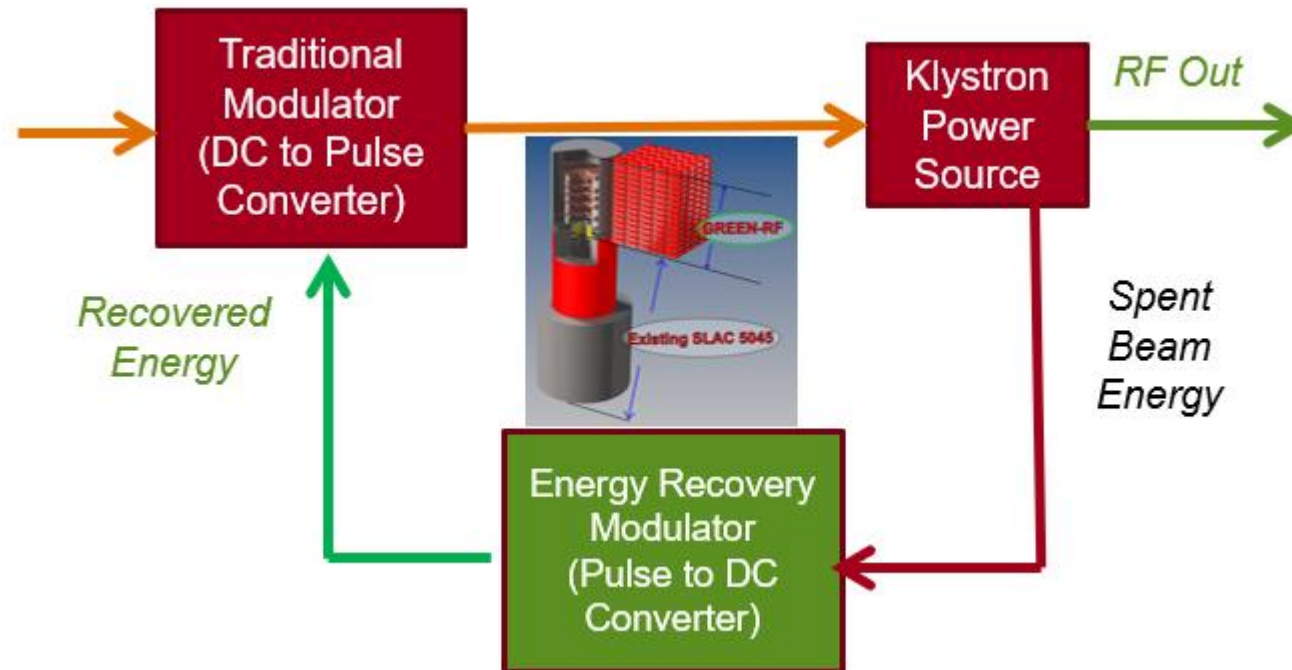 Traditional
Modulator
(DC to Pulse
Converter)
Klystron
Power
Source
RF Out
GREEN-RF
Existing SLAC 5045
Recovered
Energy
Spent
Beam
Energy
Energy Recovery
Modulator
(Pulse to DC
Converter)